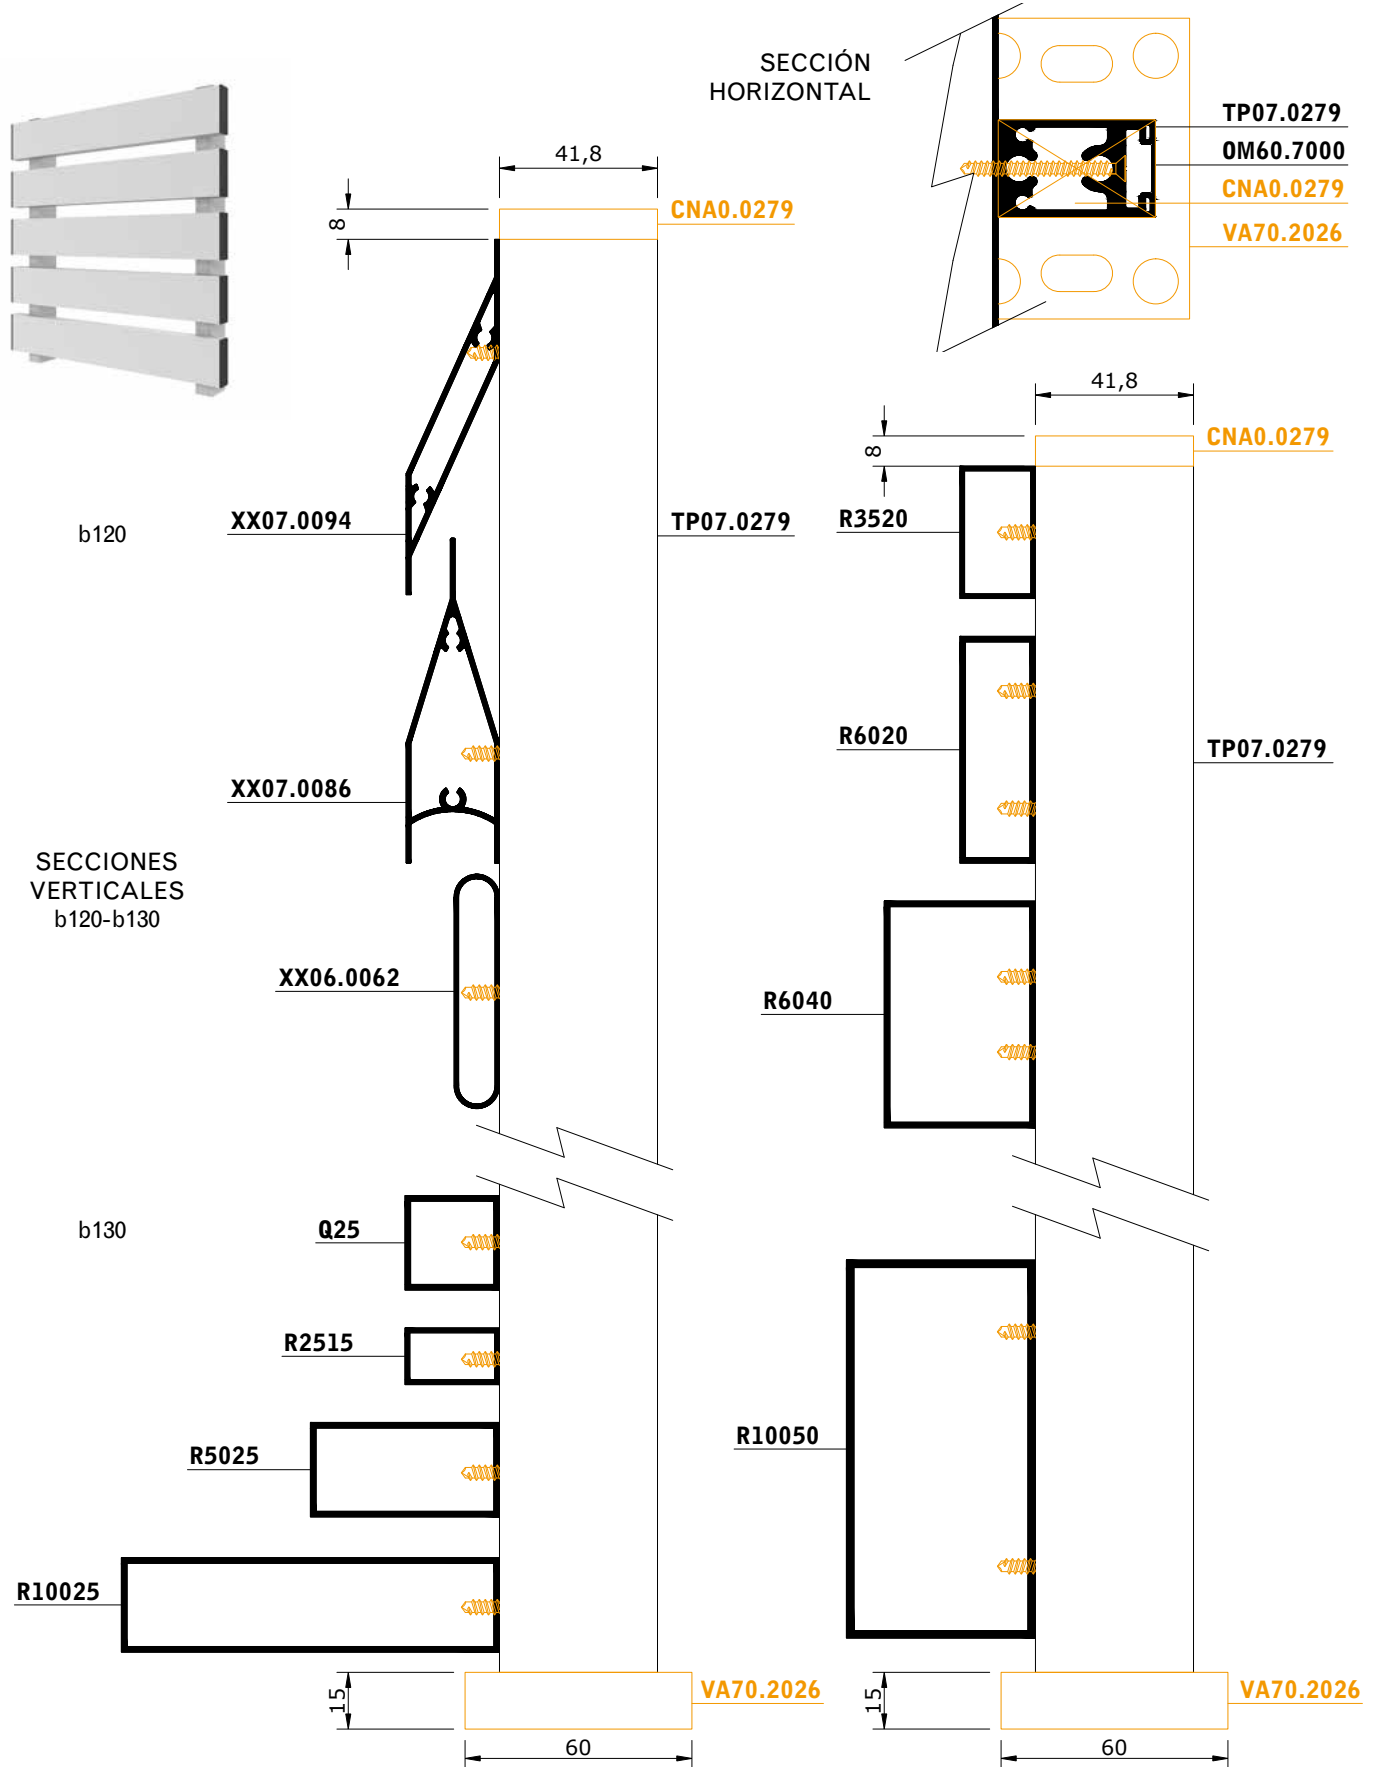 SECCIÓN
HORIZONTAL
TP07.0279
OM60.7000
CNA0.0279
VA70.2026
41,8
8
CNA0.0279
b120
XX07.0094
TP07.0279
XX07.0086
SECCIONES
VERTICALES
b120-b130
XX06.0062
b130
Q25
R2515
R5025
R10025
15
VA70.2026
60
41,8
8
CNA0.0279
R3520
R6020
TP07.0279
R6040
R10050
15
VA70.2026
60